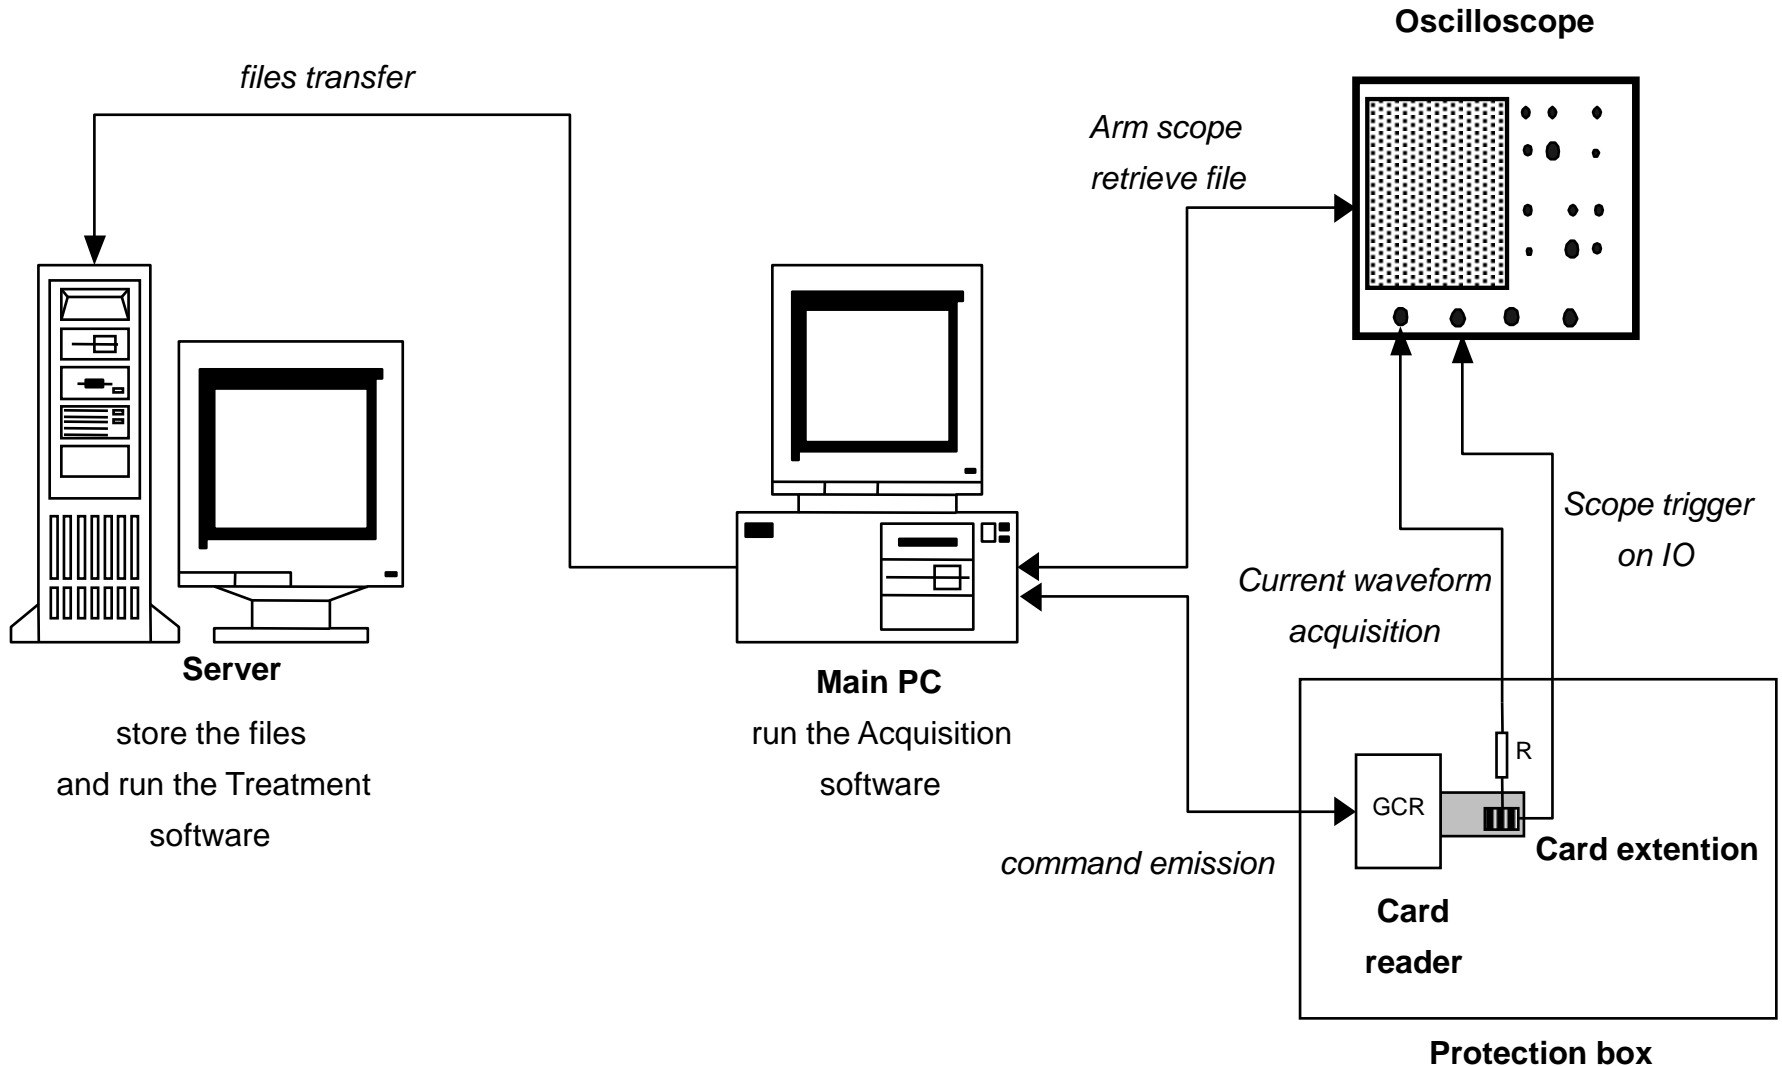 Oscilloscope
files transfer
Arm scope
retrieve file
Scope trigger
on IO
Current waveform
acquisition
Server
store the files
and run the Treatment
software
Main PC
run the Acquisition
software
R
GCR
command emission
Card extention
Card
reader
Protection box